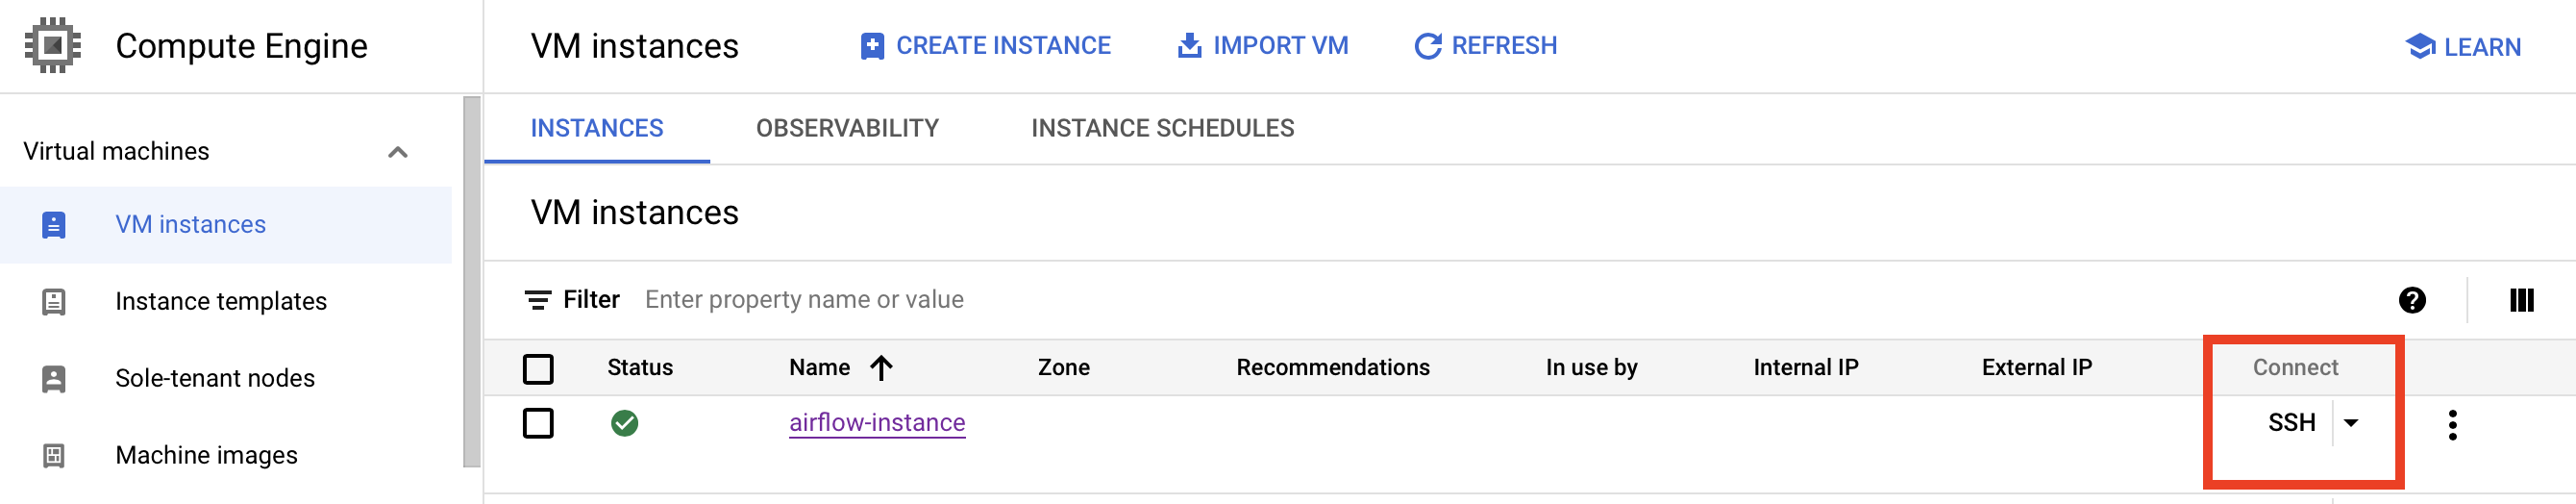 Compute Engine
VM instances
CREATE INSTANCE
IMPORT VM
REFRESH
LEARN
Virtual machines
VM instances
Instance templates
Sole-tenant nodes
Machine images
INSTANCES
OBSERVABILITY
INSTANCE SCHEDULES
VM instances
Filter Enter property name or value
Status Name Zone Recommendations In use by Internal IP External IP Connect
airflow-instance SSH